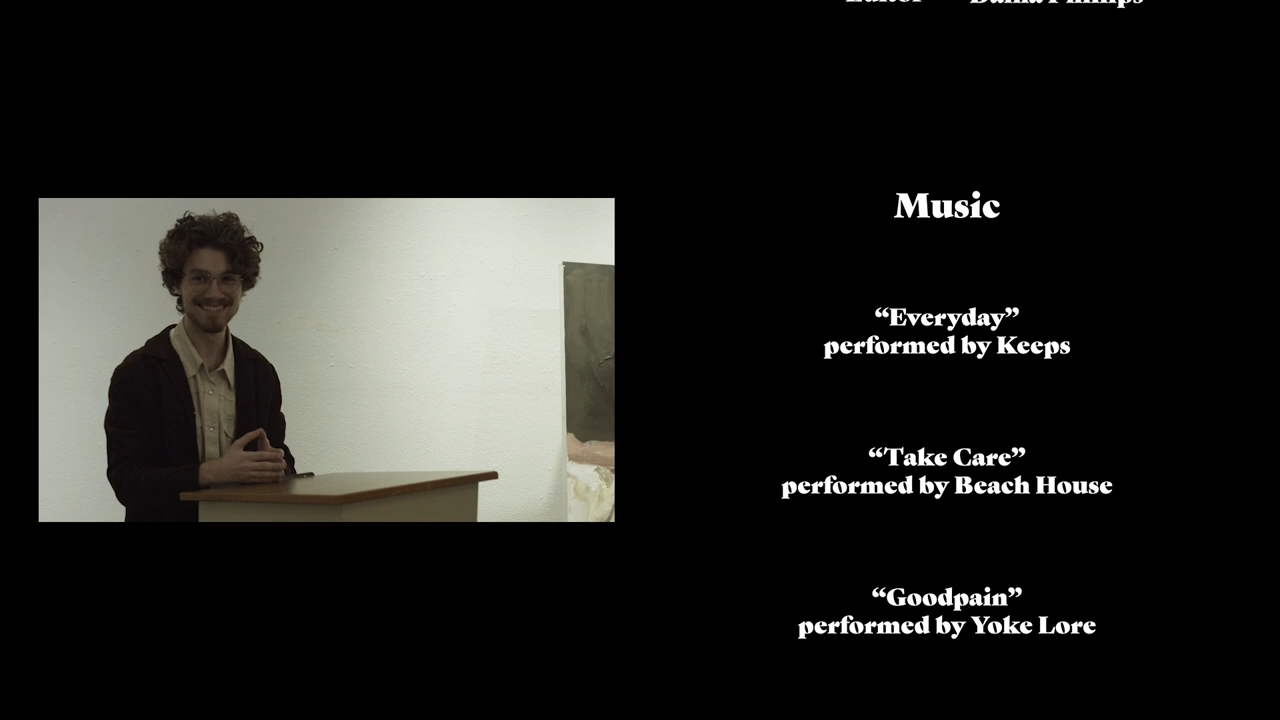 Music
“Everyday”
performed by Keeps
“Take Care”
performed by Beach House
“Goodpain”
performed by Yoke Lore